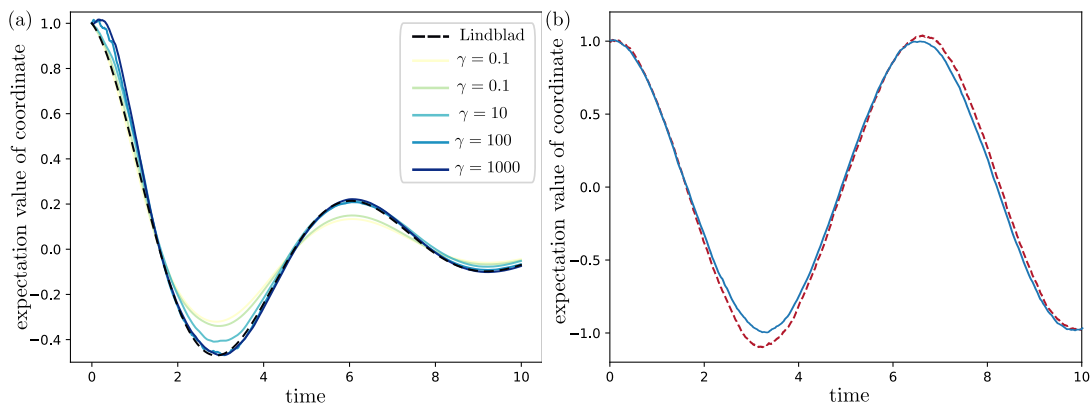 (a)
expectation value of coordinate
1.0
0.8
0.6
0.4
0.2
0.0
−0.2
−0.4
0
2
4
6
8
10
time
Lindblad
γ = 0.1
γ = 0.1
γ = 10
γ = 100
γ = 1000
(b)
expectation value of coordinate
1.0
0.5
0.0
−0.5
−1.0
0
2
4
6
8
10
time